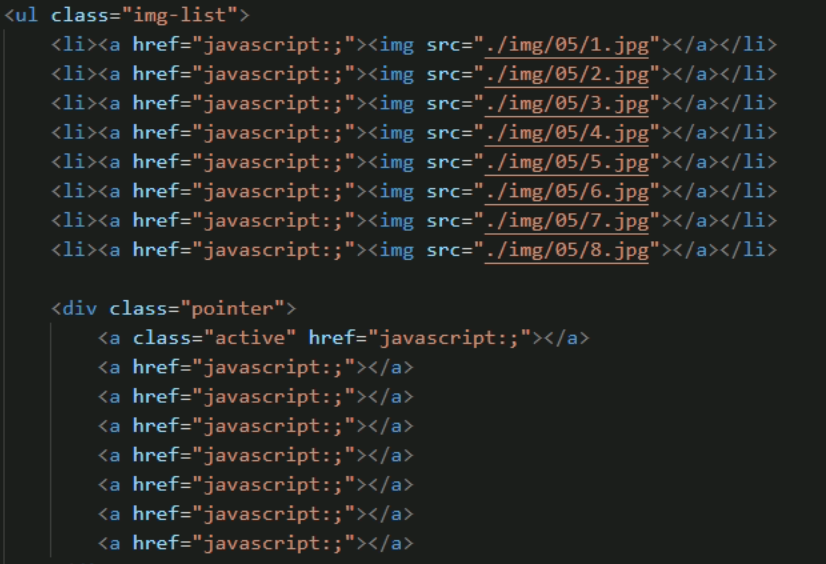 <ul class="img-list">
<li><a href="javascript:;"><img src="./img/05/1.jpg"></a></li>
<li><a href="javascript:;"><img src="./img/05/2.jpg"></a></li>
<li><a href="javascript:;"><img src="./img/05/3.jpg"></a></li>
<li><a href="javascript:;"><img src="./img/05/4.jpg"></a></li>
<li><a href="javascript:;"><img src="./img/05/5.jpg"></a></li>
<li><a href="javascript:;"><img src="./img/05/6.jpg"></a></li>
<li><a href="javascript:;"><img src="./img/05/7.jpg"></a></li>
<li><a href="javascript:;"><img src="./img/05/8.jpg"></a></li>
<div class="pointer">
<a class="active" href="javascript:;"></a>
<a href="javascript:;"></a>
<a href="javascript:;"></a>
<a href="javascript:;"></a>
<a href="javascript:;"></a>
<a href="javascript:;"></a>
<a href="javascript:;"></a>
<a href="javascript:;"></a>